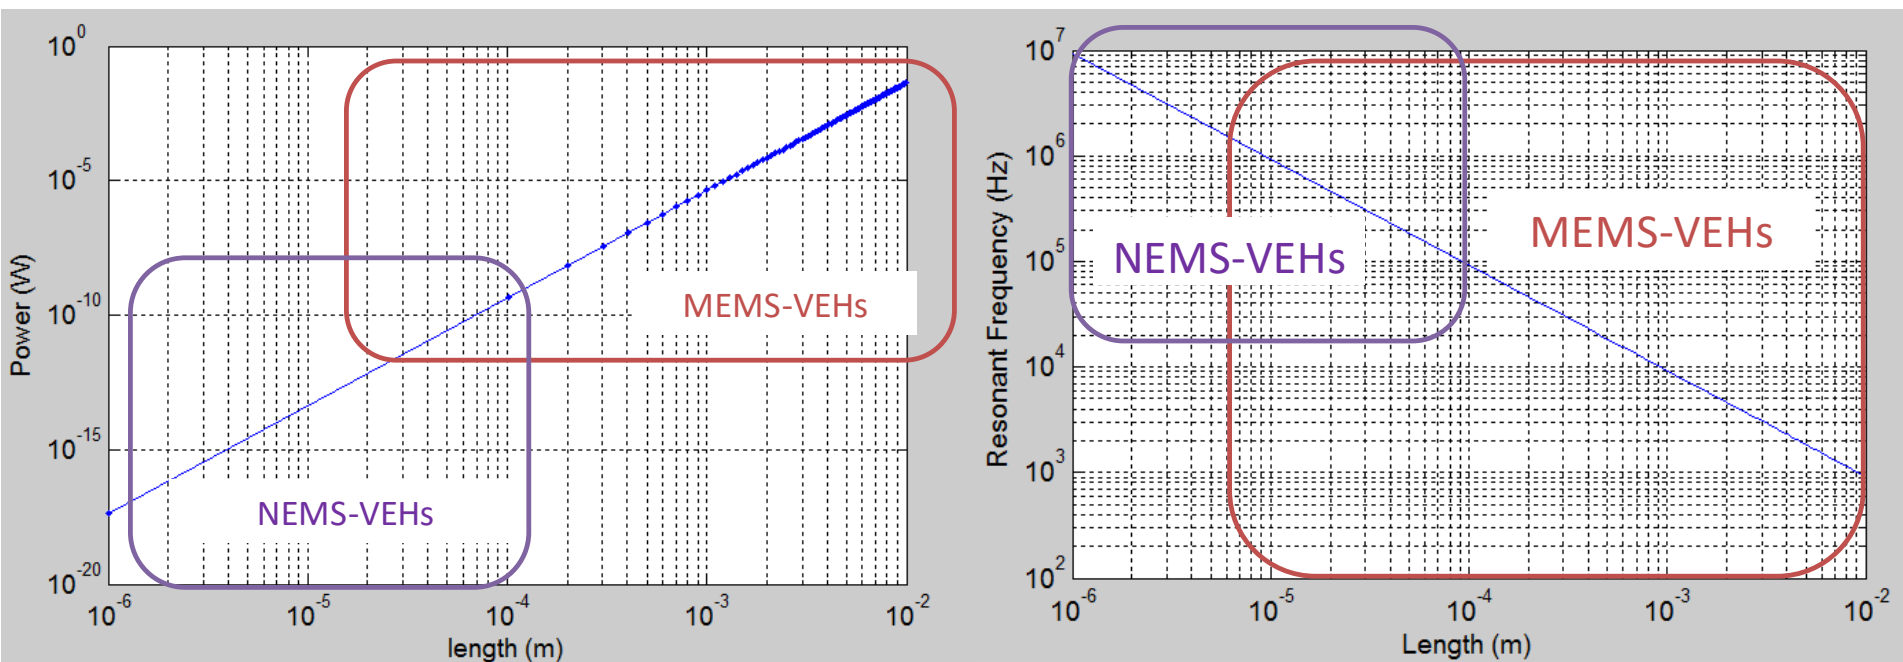 Power (W)
10^0
10^-5
10^-10
10^-15
10^-20
MEMS-VEHs
NEMS-VEHs
10^-6
10^-5
10^-4
10^-3
10^-2
length (m)
Resonant Frequency (Hz)
10^7
10^6
10^5
10^4
10^3
10^2
NEMS-VEHs
MEMS-VEHs
10^-6
10^-5
10^-4
10^-3
10^-2
Length (m)